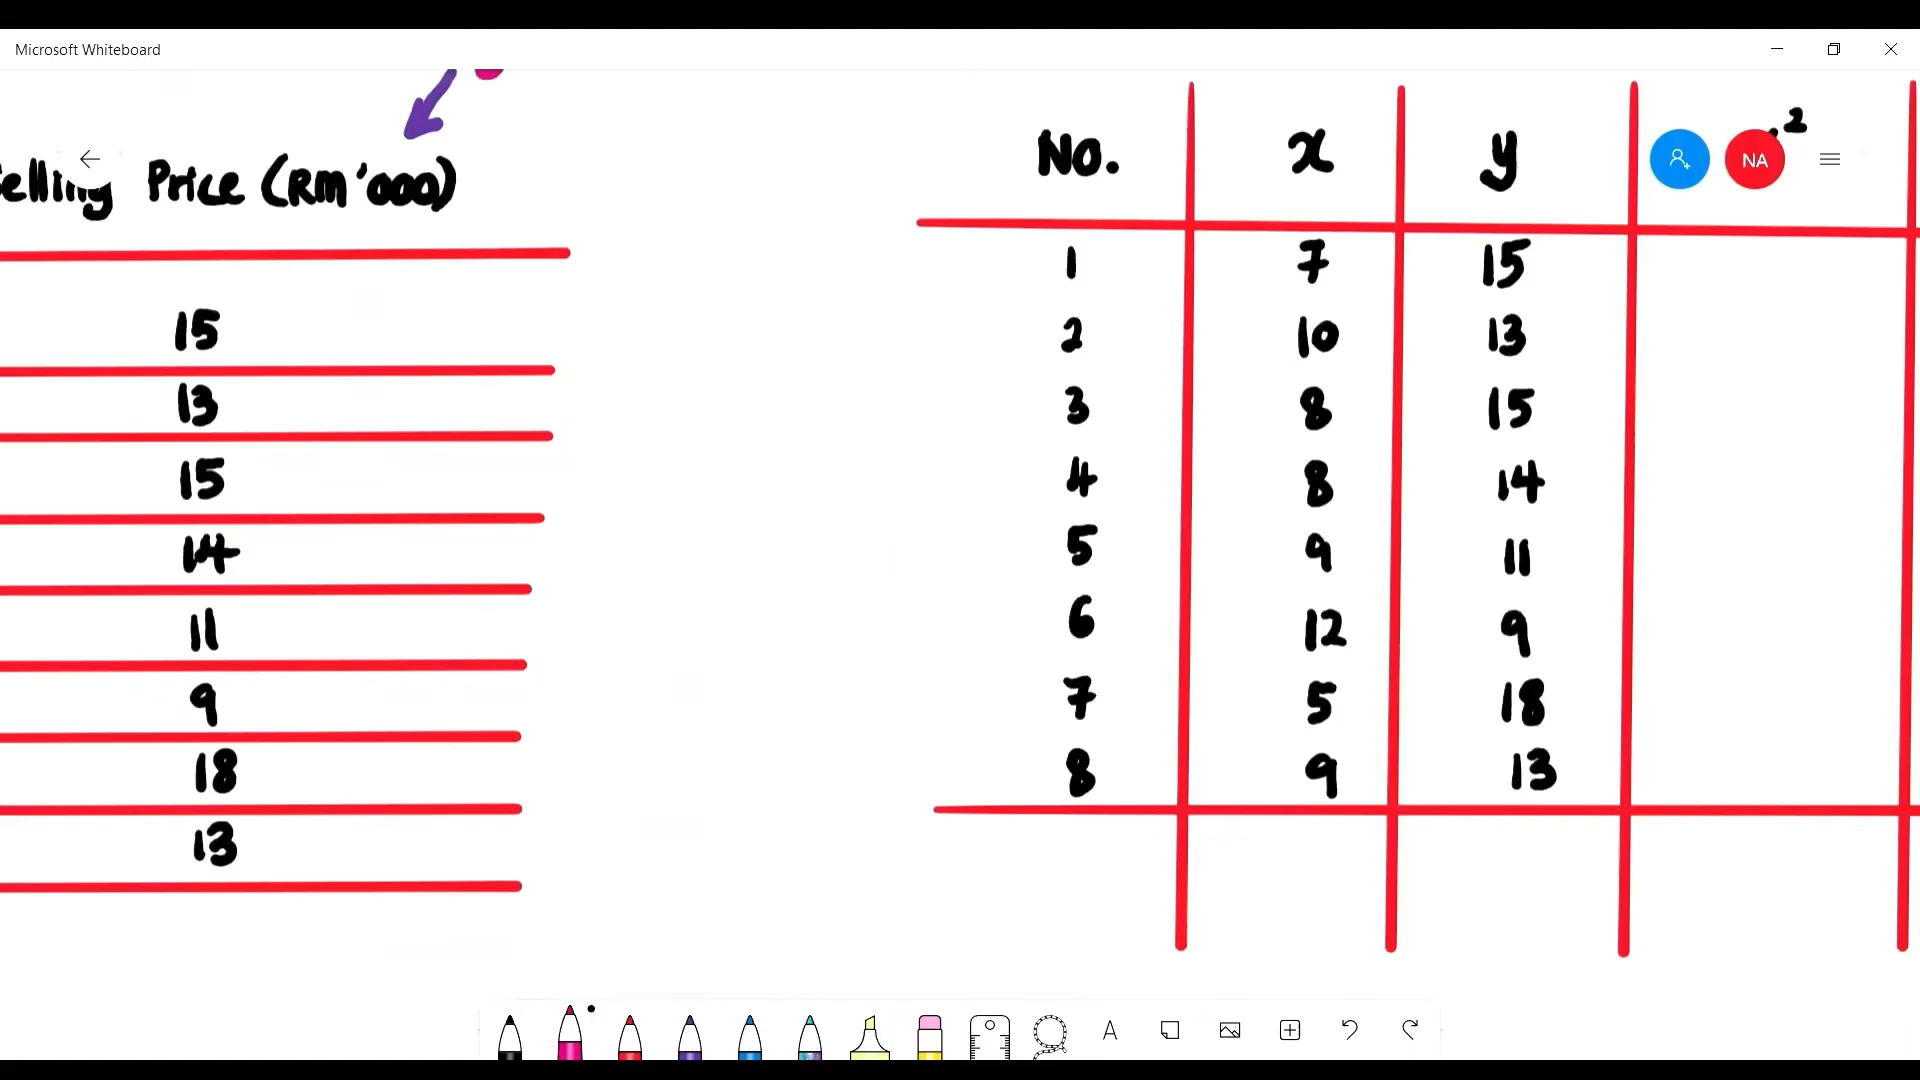 Microsoft Whiteboard
Selling Price (RM'000)
15
13
15
14
11
9
18
13
No. x y 2
NA
1 7 15
2 10 13
3 8 15
4 8 14
5 9 11
6 12 9
7 5 18
8 9 13
A